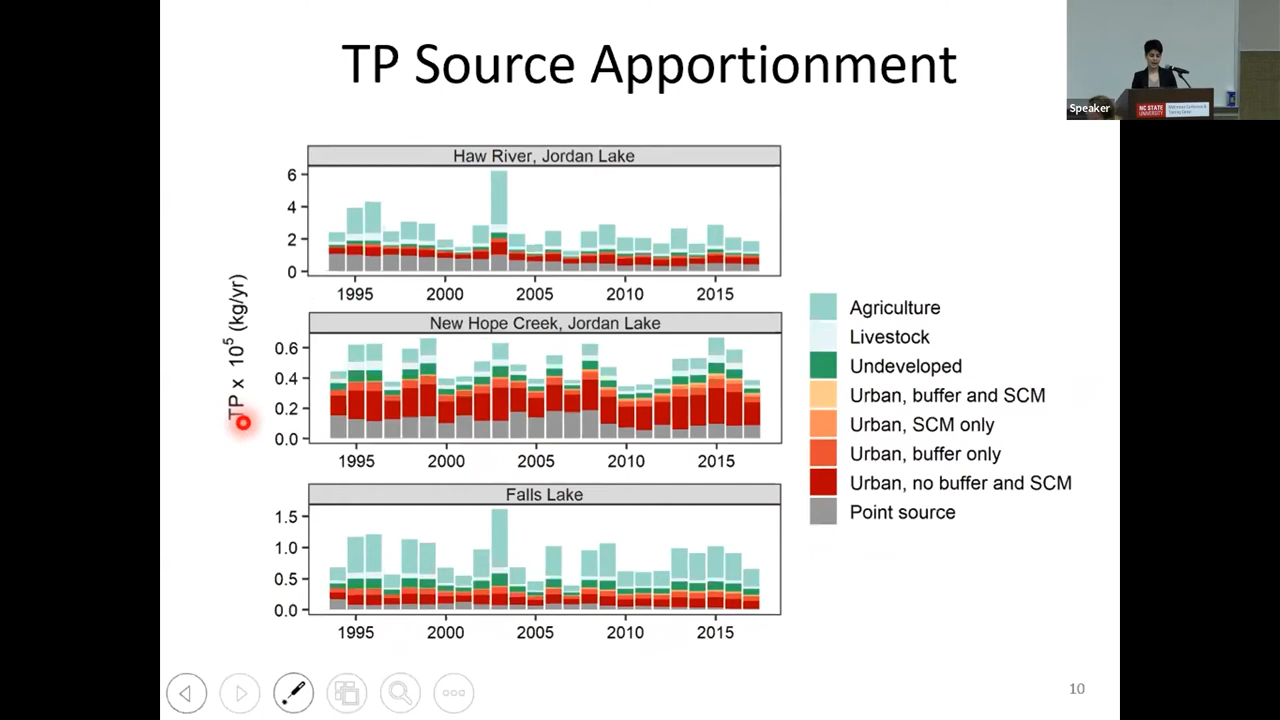 TP Source Apportionment
Speaker
NC STATE
UNIVERSITY
Haw River, Jordan Lake
6
4
2
0
1995 2000 2005 2010 2015
New Hope Creek, Jordan Lake
0.6
0.4
0.2
0.0
1995 2000 2005 2010 2015
Falls Lake
1.5
1.0
0.5
0.0
1995 2000 2005 2010 2015
TP x 10⁵ (kg/yr)
Agriculture
Livestock
Undeveloped
Urban, buffer and SCM
Urban, SCM only
Urban, buffer only
Urban, no buffer and SCM
Point source
10